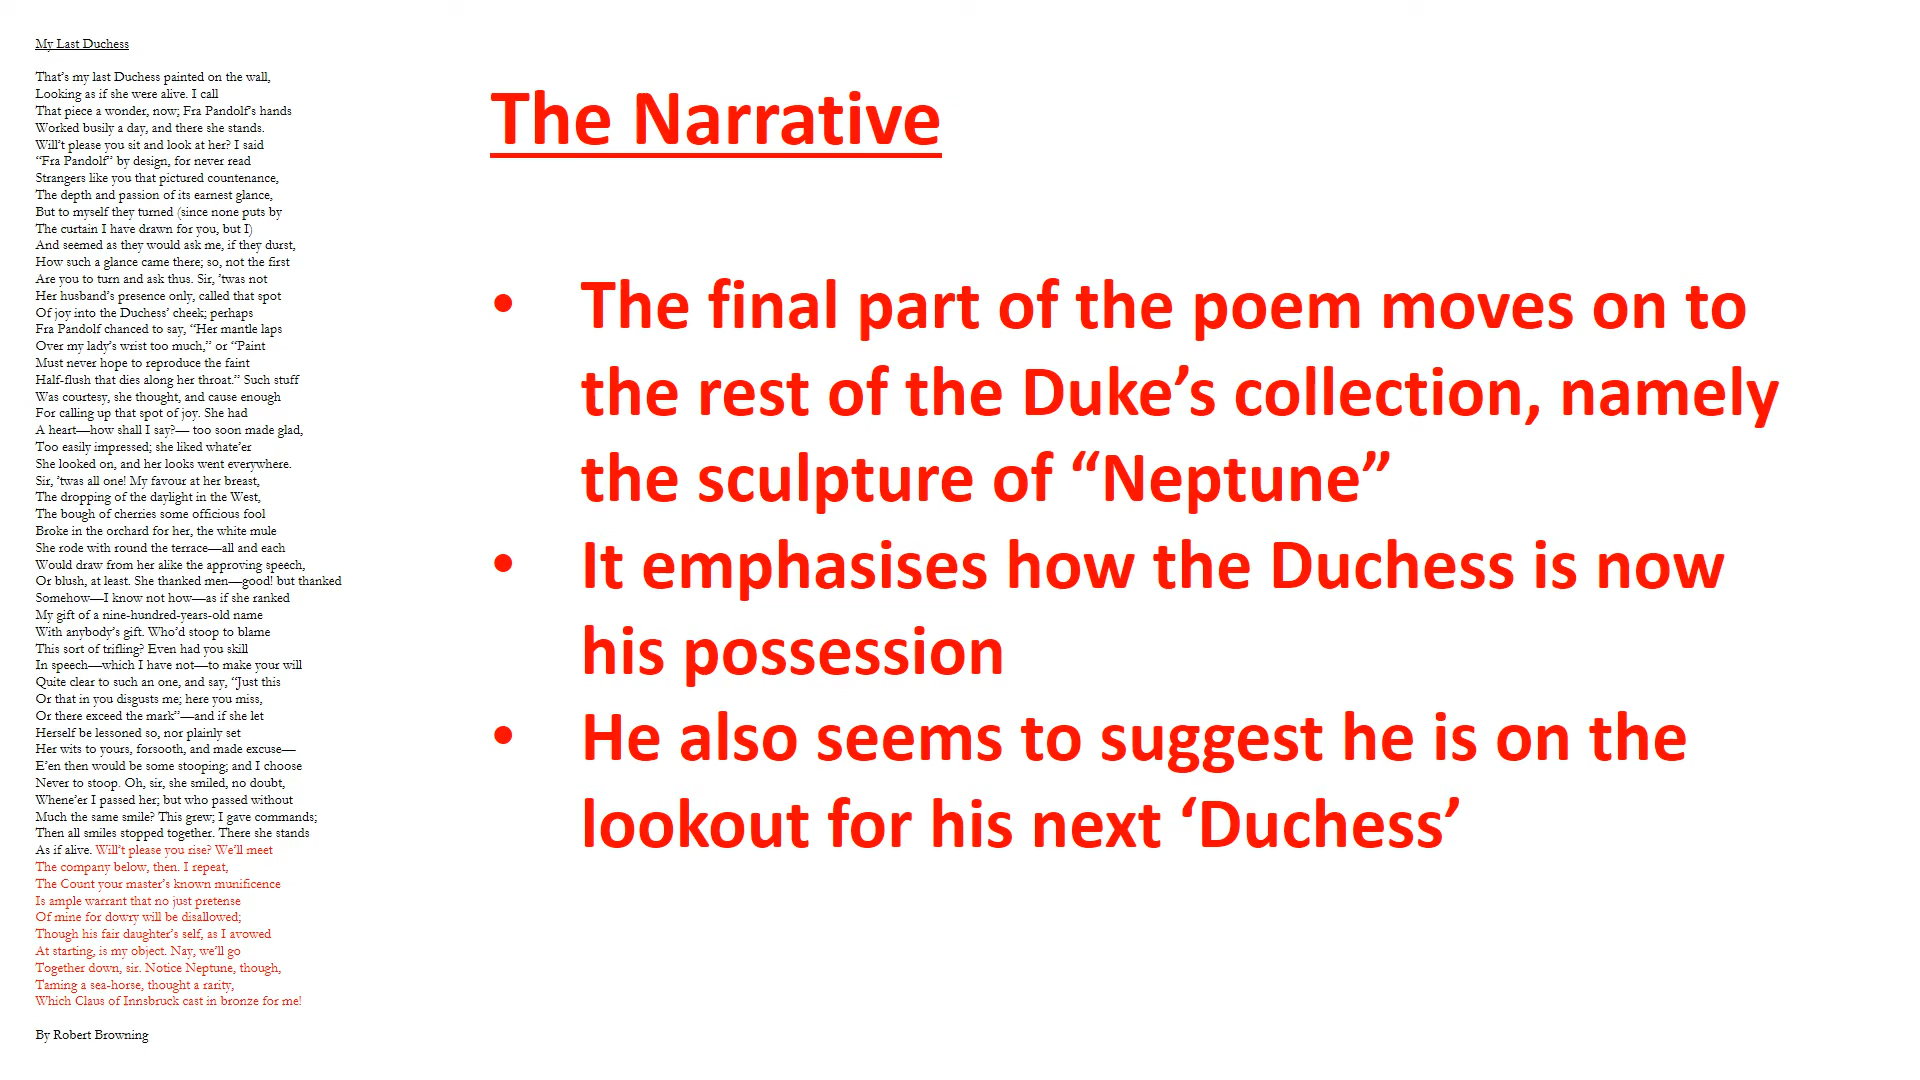 My Last Duchess
That’s my last Duchess painted on the wall,
Looking as if she were alive. I call
That piece a wonder, now; Fra Pandolf’s hands
Worked busily a day, and there she stands.
Will’t please you sit and look at her? I said
“Fra Pandolf” by design, for never read
Strangers like you that pictured countenance,
The depth and passion of its earnest glance,
But to myself they turned (since none puts by
The curtain I have drawn for you, but I)
And seemed as they would ask me, if they durst,
How such a glance came there; so, not the first
Are you to turn and ask thus. Sir, ’twas not
Her husband’s presence only, called that spot
Of joy into the Duchess’ cheek; perhaps
Fra Pandolf chanced to say, “Her mantle laps
Over my lady’s wrist too much,” or “Paint
Must never hope to reproduce the faint
Half-flush that dies along her throat.” Such stuff
Was courtesy, she thought, and cause enough
For calling up that spot of joy. She had
A heart—how shall I say?— too soon made glad,
Too easily impressed; she liked whate’er
She looked on, and her looks went everywhere.
Sir, ’twas all one! My favour at her breast,
The dropping of the daylight in the West,
The bough of cherries some officious fool
Broke in the orchard for her, the white mule
She rode with round the terrace—all and each
Would draw from her alike the approving speech,
Or blush, at least. She thanked men—good! but thanked
Somehow—I know not how—as if she ranked
My gift of a nine-hundred-years-old name
With anybody’s gift. Who’d stoop to blame
This sort of trifling? Even had you skill
In speech—which I have not—to make your will
Quite clear to such an one, and say, “Just this
Or that in you disgusts me; here you miss,
Or there exceed the mark”—and if she let
Herself be lessoned so, nor plainly set
Her wits to yours, forsooth, and made excuse—
E’en then would be some stooping; and I choose
Never to stoop. Oh, sir, she smiled, no doubt,
Whene’er I passed her; but who passed without
Much the same smile? This grew; I gave commands;
Then all smiles stopped together. There she stands
As if alive. Will’t please you rise? We’ll meet
The company below, then. I repeat,
The Count your master’s known munificence
Is ample warrant that no just pretense
Of mine for dowry will be disallowed;
Though his fair daughter’s self, as I avowed
At starting, is my object. Nay, we’ll go
Together down, sir. Notice Neptune, though,
Taming a sea-horse, thought a rarity,
Which Claus of Innsbruck cast in bronze for me!
By Robert Browning
The Narrative
• The final part of the poem moves on to
the rest of the Duke’s collection, namely
the sculpture of “Neptune”
• It emphasises how the Duchess is now
his possession
• He also seems to suggest he is on the
lookout for his next ‘Duchess’